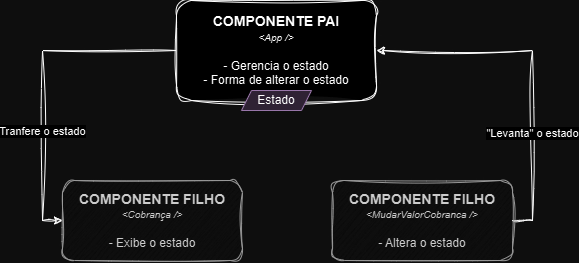 COMPONENTE PAI
<App />
- Gerencia o estado
- Forma de alterar o estado
Estado
Tranfere o estado
"Levanta" o estado
COMPONENTE FILHO
<Cobrança />
- Exibe o estado
COMPONENTE FILHO
<MudarValorCobranca />
- Altera o estado